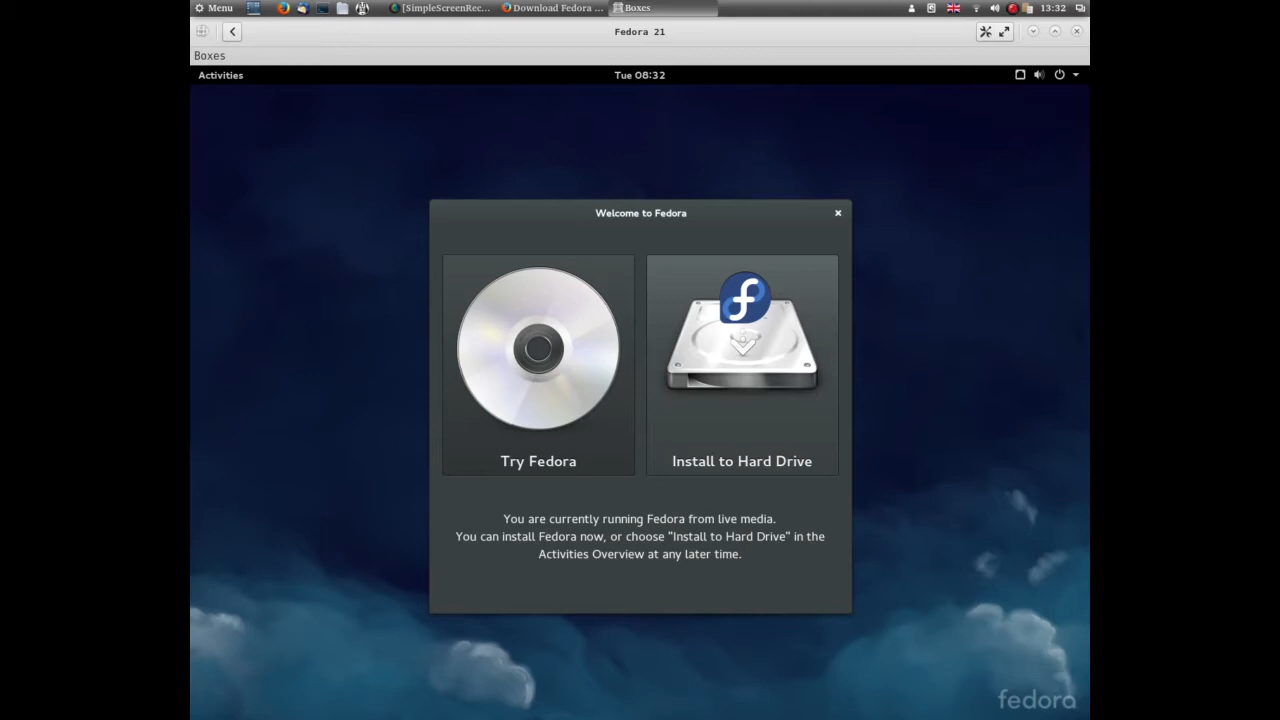 Menu
[SimpleScreenRec...
Download Fedora ...
Boxes
13:32
Fedora 21
Boxes
Activities
Tue 08:32
Welcome to Fedora
Try Fedora
Install to Hard Drive
You are currently running Fedora from live media.
You can install Fedora now, or choose "Install to Hard Drive" in the
Activities Overview at any later time.
fedora